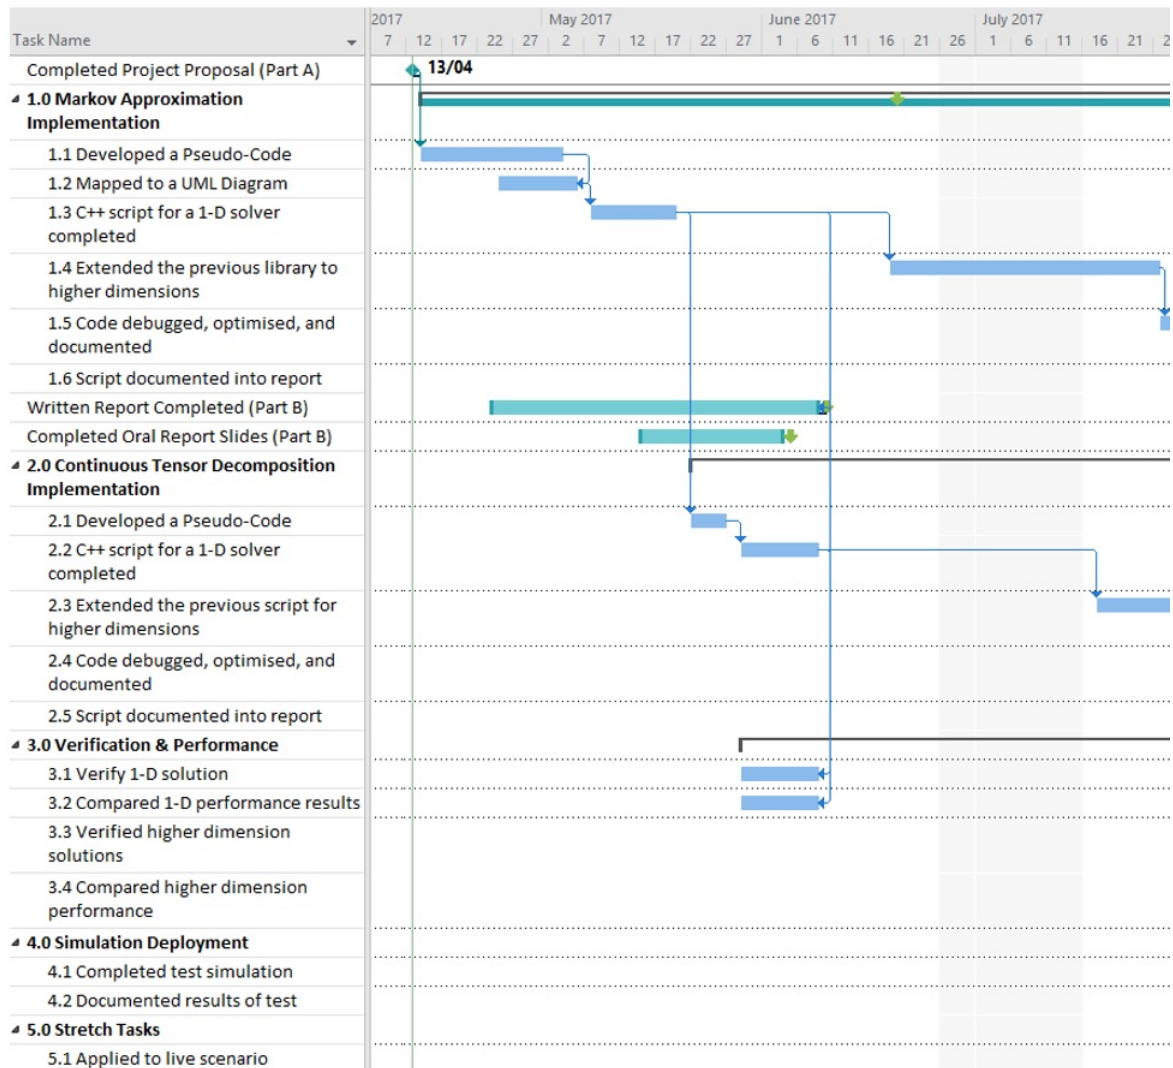 2017 May 2017 June 2017 July 2017
Task Name 7 12 17 22 27 2 7 12 17 22 27 1 6 11 16 21 26 1 6 11 16 21
Completed Project Proposal (Part A) 13/04
1.0 Markov Approximation
Implementation
1.1 Developed a Pseudo-Code
1.2 Mapped to a UML Diagram
1.3 C++ script for a 1-D solver
completed
1.4 Extended the previous library to
higher dimensions
1.5 Code debugged, optimised, and
documented
1.6 Script documented into report
Written Report Completed (Part B)
Completed Oral Report Slides (Part B)
2.0 Continuous Tensor Decomposition
Implementation
2.1 Developed a Pseudo-Code
2.2 C++ script for a 1-D solver
completed
2.3 Extended the previous script for
higher dimensions
2.4 Code debugged, optimised, and
documented
2.5 Script documented into report
3.0 Verification & Performance
3.1 Verify 1-D solution
3.2 Compared 1-D performance results
3.3 Verified higher dimension
solutions
3.4 Compared higher dimension
performance
4.0 Simulation Deployment
4.1 Completed test simulation
4.2 Documented results of test
5.0 Stretch Tasks
5.1 Applied to live scenario